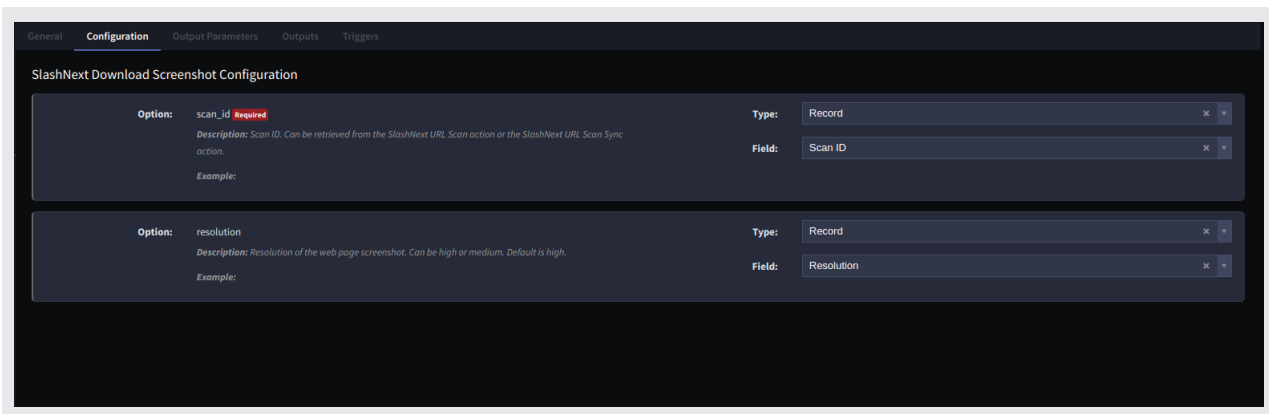 General Configuration Output Parameters Outputs Triggers
SlashNext Download Screenshot Configuration
Option: scan_id Required Type: Record
Description: Scan ID. Can be retrieved from the SlashNext URL Scan action or the SlashNext URL Scan Sync
action.
Field: Scan ID
Example:
Option: resolution Type: Record
Description: Resolution of the web page screenshot. Can be high or medium. Default is high.
Field: Resolution
Example: